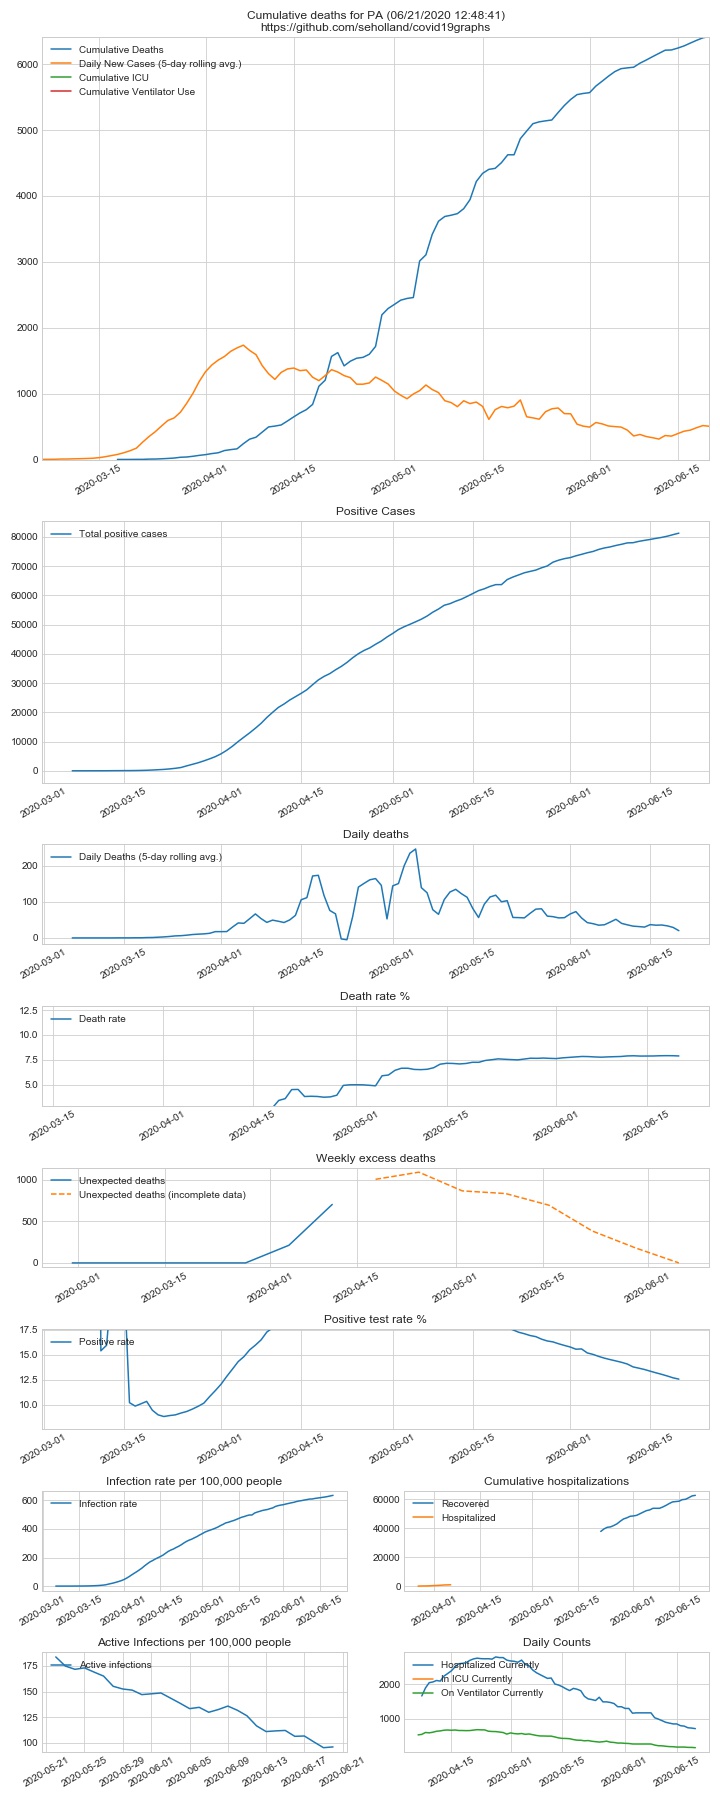 Cumulative deaths for PA (06/21/2020 12:48:41)
https://github.com/seholland/covid19graphs
Cumulative Deaths
Daily New Cases (5-day rolling avg.)
Cumulative ICU
Cumulative Ventilator Use
6000
5000
4000
3000
2000
1000
0
2020-03-15 2020-04-01 2020-04-15 2020-05-01 2020-05-15 2020-06-01 2020-06-15
Positive Cases
Total positive cases
80000
70000
60000
50000
40000
30000
20000
10000
0
2020-03-01 2020-03-15 2020-04-01 2020-04-15 2020-05-01 2020-05-15 2020-06-01 2020-06-15
Daily deaths
Daily Deaths (5-day rolling avg.)
200
100
0
2020-03-01 2020-03-15 2020-04-01 2020-04-15 2020-05-01 2020-05-15 2020-06-01 2020-06-15
Death rate %
Death rate
12.5
10.0
7.5
5.0
2020-03-15 2020-04-01 2020-04-15 2020-05-01 2020-05-15 2020-06-01 2020-06-15
Weekly excess deaths
Unexpected deaths
Unexpected deaths (incomplete data)
1000
500
0
2020-03-01 2020-03-15 2020-04-01 2020-04-15 2020-05-01 2020-05-15 2020-06-01
Positive test rate %
Positive rate
17.5
15.0
12.5
10.0
2020-03-01 2020-03-15 2020-04-01 2020-04-15 2020-05-01 2020-05-15 2020-06-01 2020-06-15
Infection rate per 100,000 people
Infection rate
600
400
200
0
2020-03-01 2020-03-15 2020-04-01 2020-04-15 2020-05-01 2020-05-15 2020-06-01 2020-06-15
Cumulative hospitalizations
Recovered
Hospitalized
60000
40000
20000
0
2020-04-01 2020-04-15 2020-05-01 2020-05-15 2020-06-01 2020-06-15
Active Infections per 100,000 people
Active infections
175
150
125
100
2020-05-21 2020-05-25 2020-05-29 2020-06-01 2020-06-05 2020-06-09 2020-06-13 2020-06-17 2020-06-21
Daily Counts
Hospitalized Currently
In ICU Currently
On Ventilator Currently
2000
1000
2020-04-15 2020-05-01 2020-05-15 2020-06-01 2020-06-15